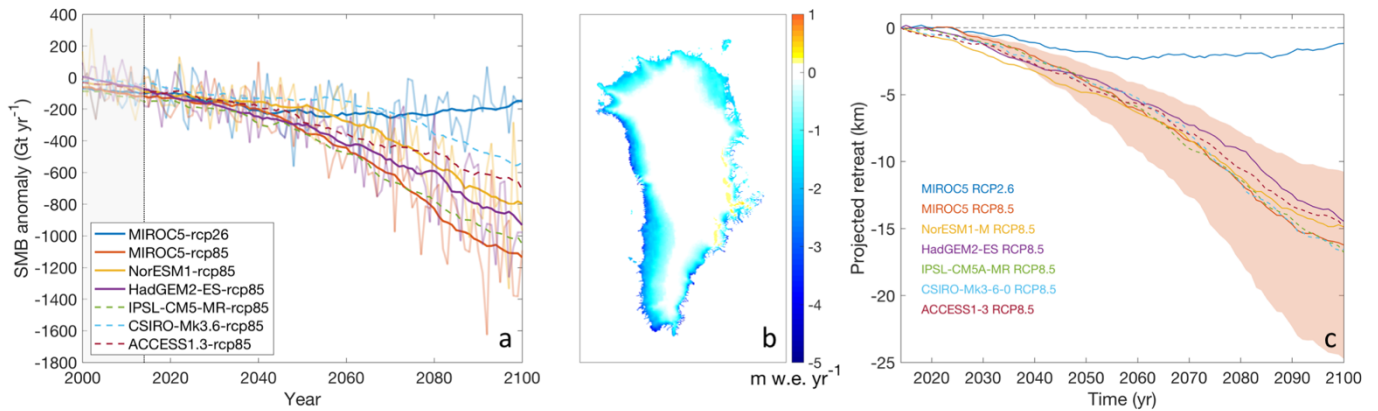 400
200
0
-200
-400
-600
-800
-1000
-1200
-1400
-1600
-1800
SMB anomaly (Gt yr-1)
2000
2020
2040
2060
2080
2100
Year
MIROC5-rcp26
MIROC5-rcp85
NorESM1-rcp85
HadGEM2-ES-rcp85
IPSL-CM5-MR-rcp85
CSIRO-Mk3.6-rcp85
ACCESS1.3-rcp85
a
b
1
0
-1
-2
-3
-4
-5
m w.e. yr-1
0
-5
-10
-15
-20
-25
Projected retreat (km)
MIROC5 RCP2.6
MIROC5 RCP8.5
NorESM1-M RCP8.5
HadGEM2-ES RCP8.5
IPSL-CM5A-MR RCP8.5
CSIRO-Mk3-6-0 RCP8.5
ACCESS1-3 RCP8.5
c
2020
2030
2040
2050
2060
2070
2080
2090
2100
Time (yr)